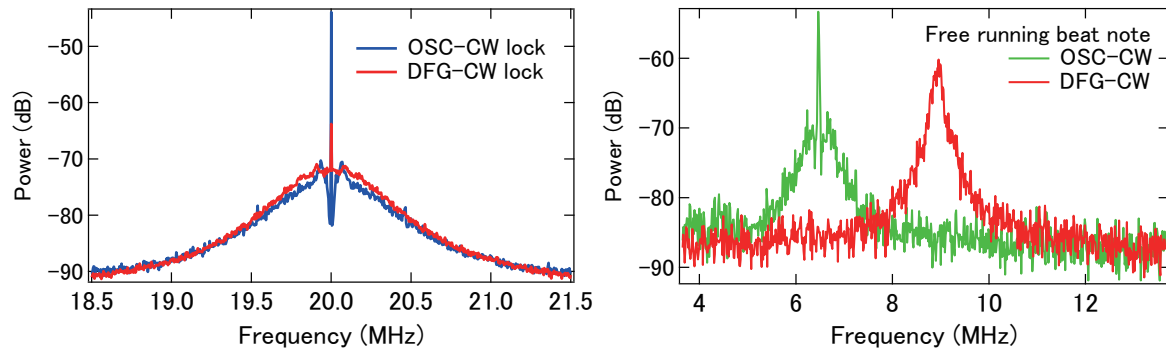 -50
-60
-70
-80
-90
Power (dB)
OSC-CW lock
DFG-CW lock
18.5 19.0 19.5 20.0 20.5 21.0 21.5
Frequency (MHz)
-60
-70
-80
-90
Power (dB)
Free running beat note
OSC-CW
DFG-CW
4 6 8 10 12
Frequency (MHz)